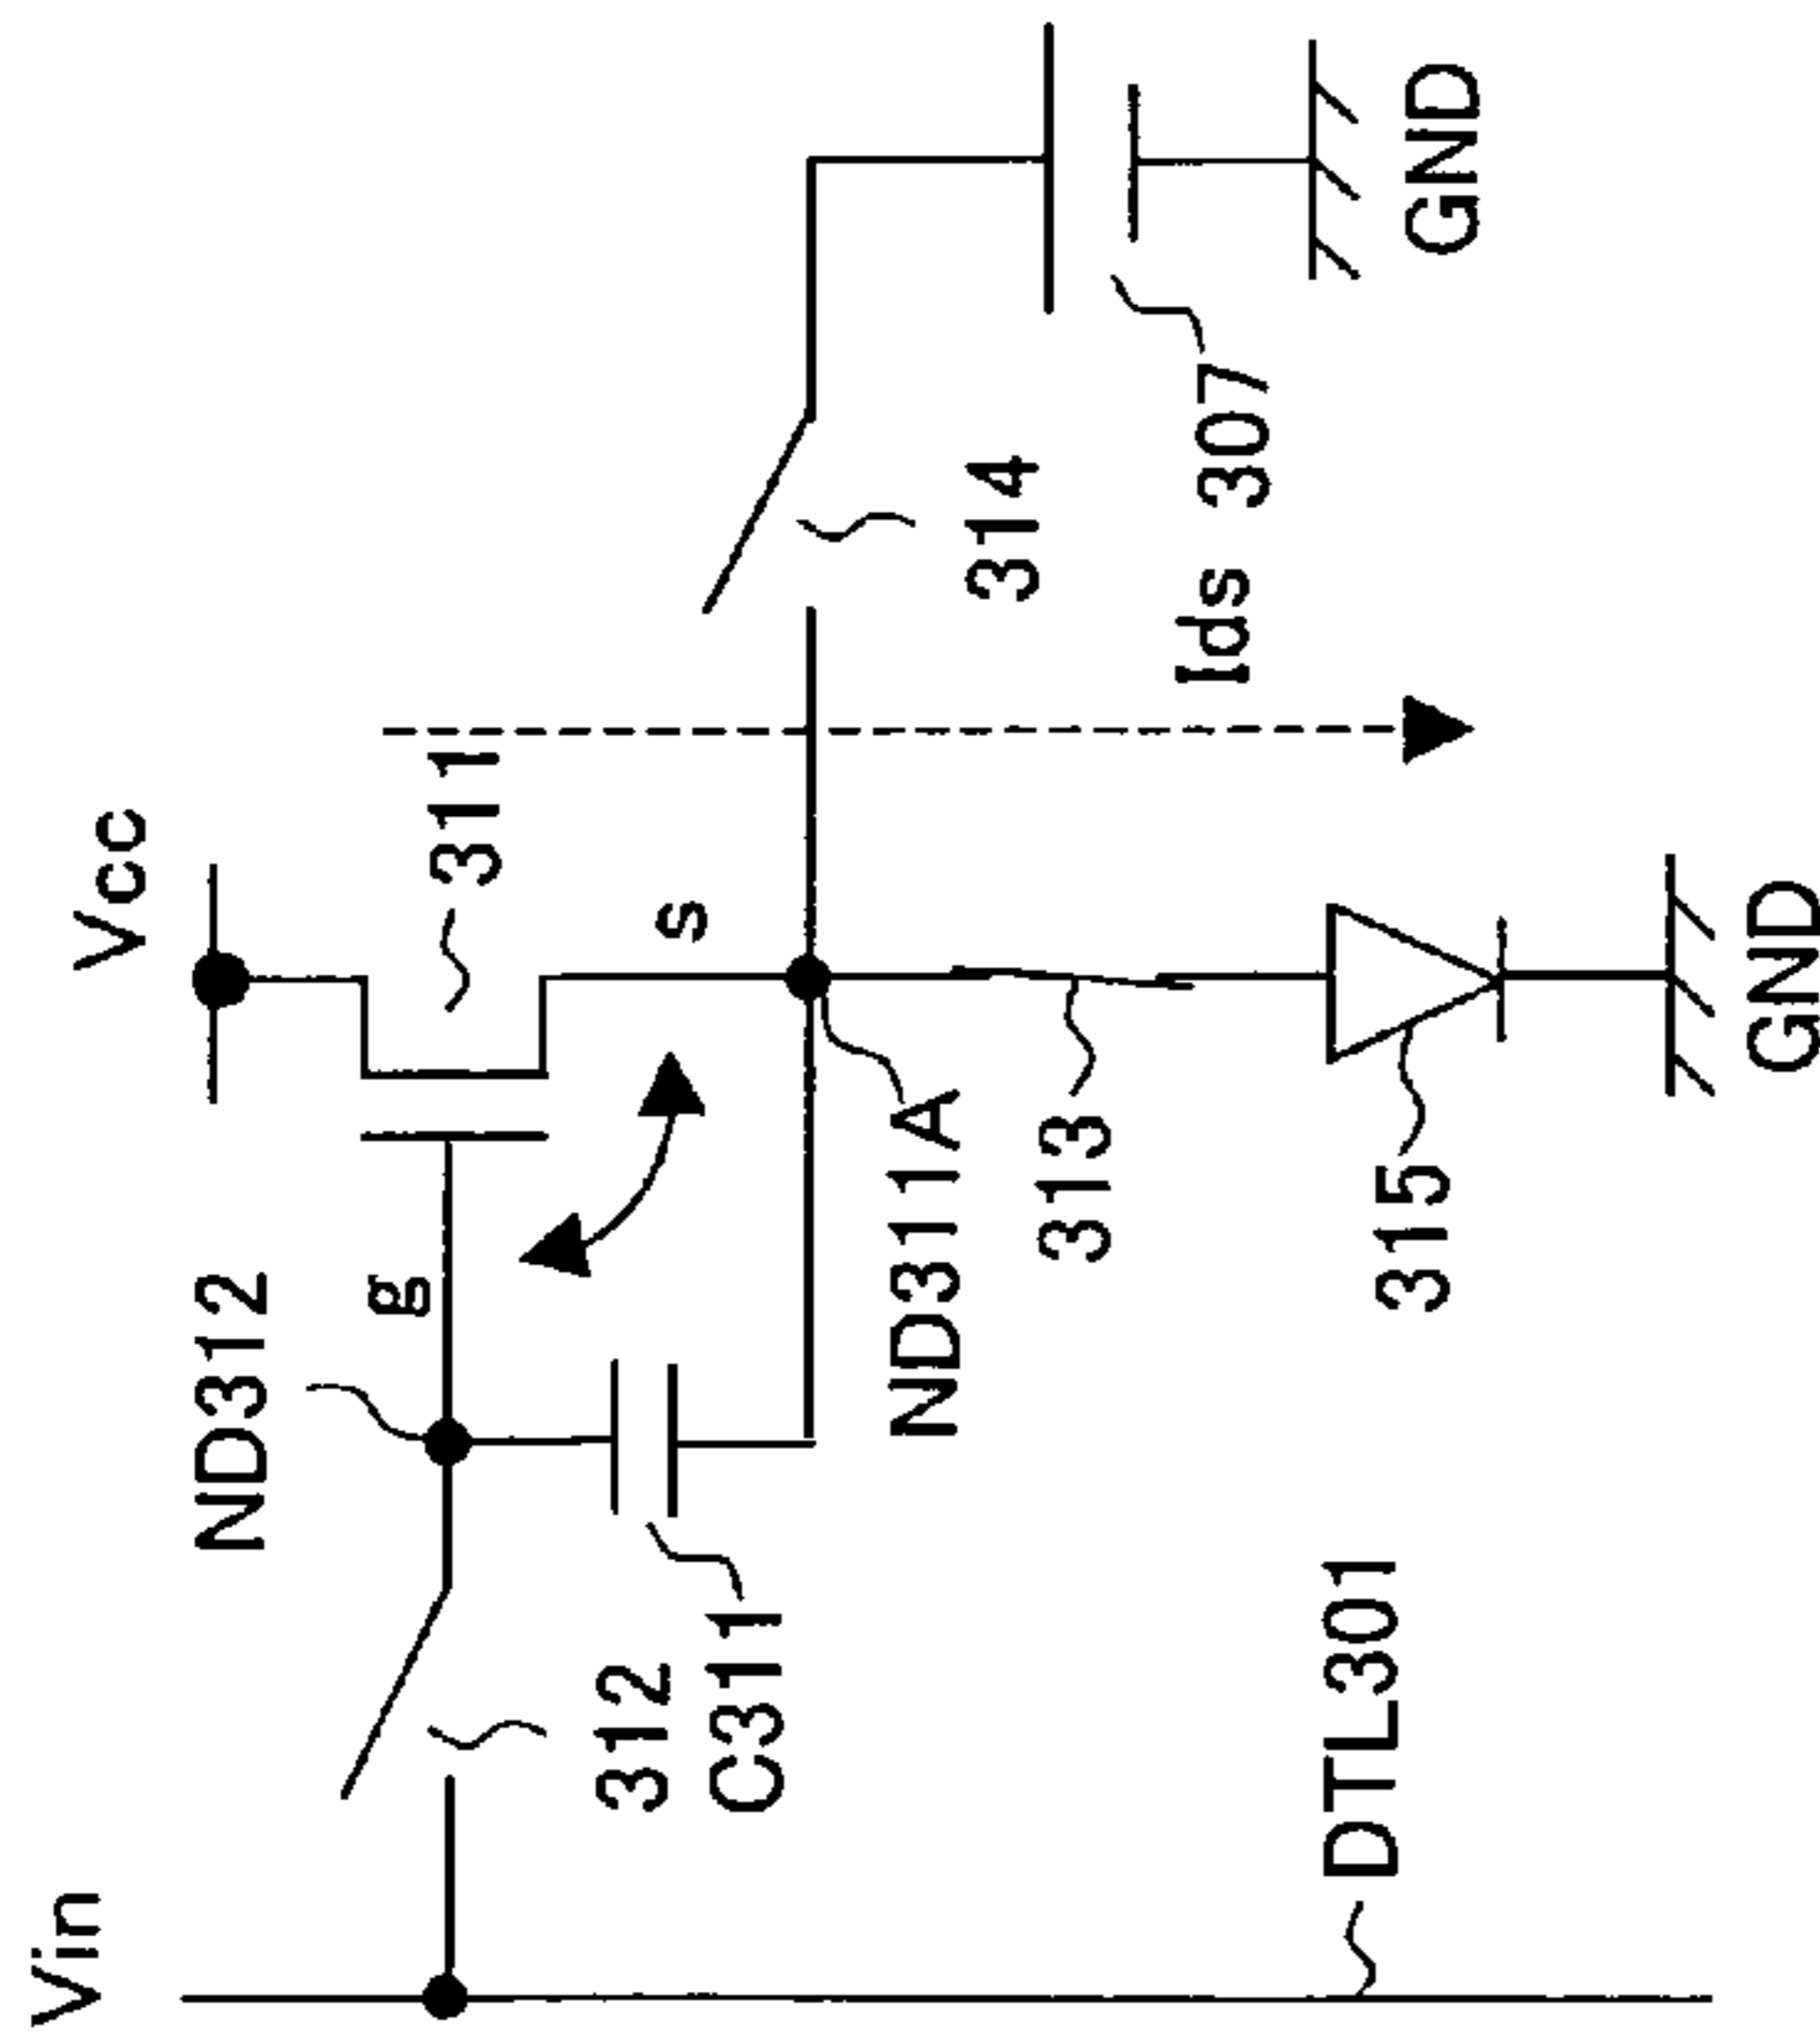 Vin
Vcc
ND312
g
311
s
312
C311
ND311A
314
313
Ids
307
DTL301
315
GND
GND